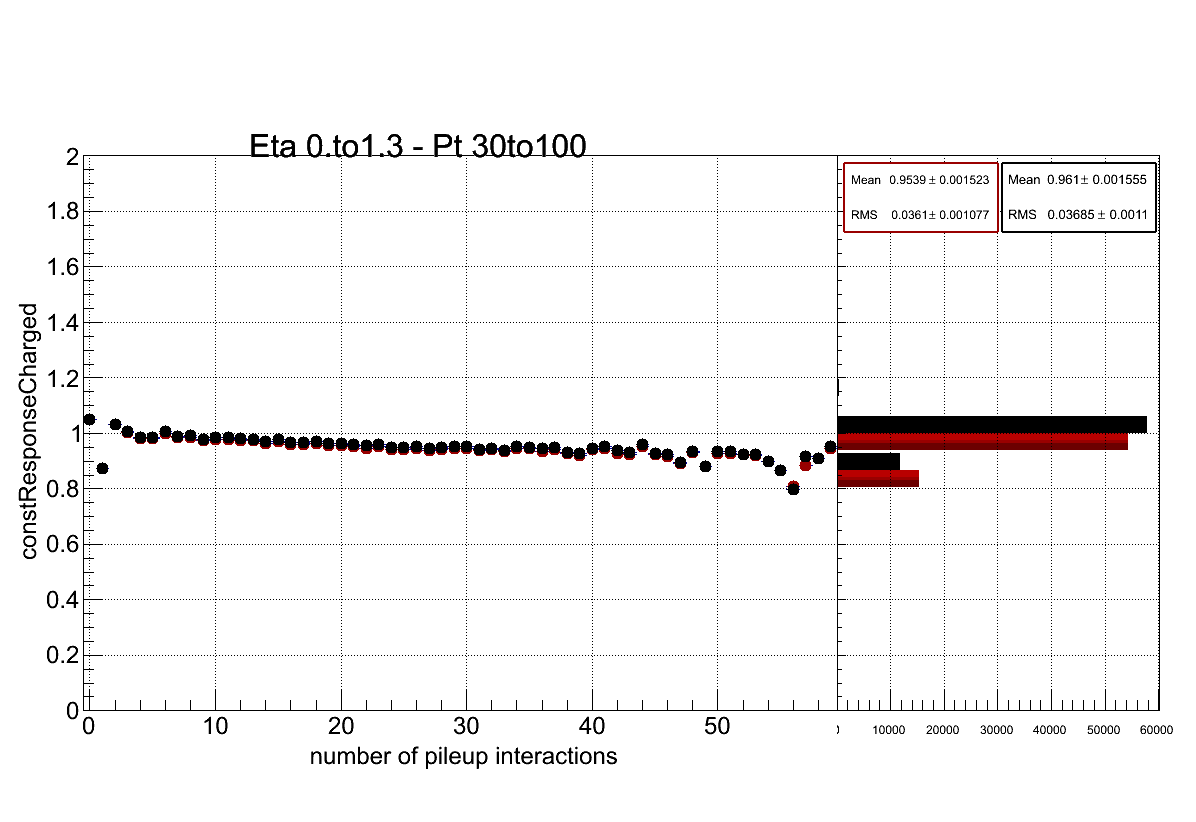 Eta 0.to1.3 - Pt 30to100
Mean 0.9539 ± 0.001523
RMS 0.0361± 0.001077
Mean 0.961± 0.001555
RMS 0.03685 ± 0.0011
constResponseCharged
2
1.8
1.6
1.4
1.2
1
0.8
0.6
0.4
0.2
0
0 10 20 30 40 50
number of pileup interactions
10000 20000 30000 40000 50000 60000